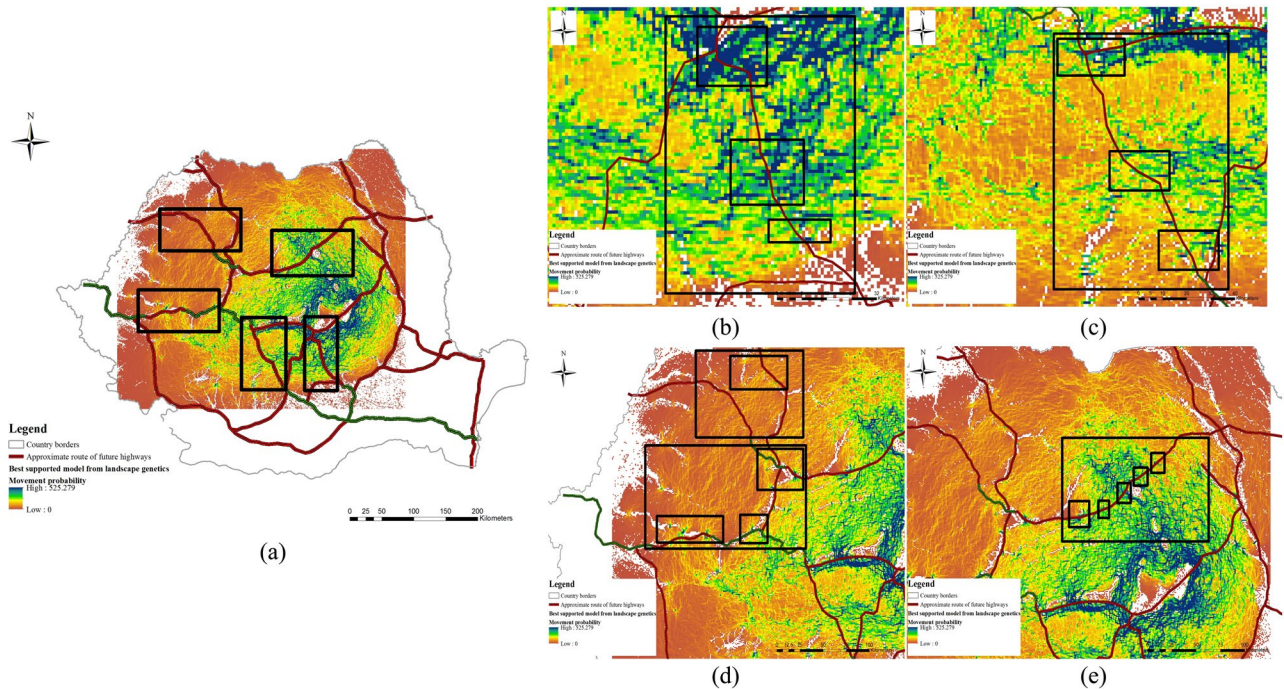 N
Legend
Country borders
Approximate route of future highways
Best supported model from landscape genetics
Movement probability
High : 525.279
Low : 0
0 25 50 100 150 200
Kilometers
(a)
N
Legend
Country borders
Approximate route of future highways
Best supported model from landscape genetics
Movement probability
High : 525.279
Low : 0
Kilometers
(b)
N
Legend
Country borders
Approximate route of future highways
Best supported model from landscape genetics
Movement probability
High : 525.279
Low : 0
Kilometers
(c)
N
Legend
Country borders
Approximate route of future highways
Best supported model from landscape genetics
Movement probability
High : 525.279
Low : 0
(d)
N
Legend
Country borders
Approximate route of future highways
Best supported model from landscape genetics
Movement probability
High : 525.279
Low : 0
Kilometers
(e)